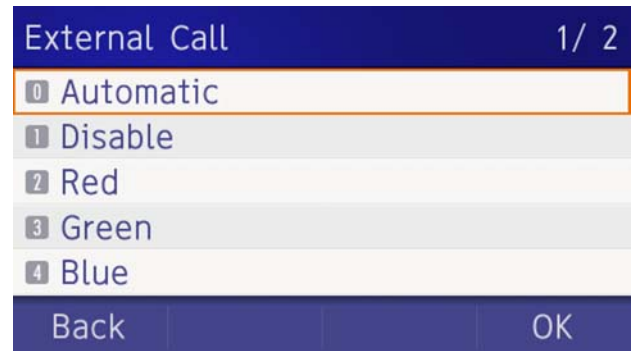 External Call 1/ 2
0 Automatic
1 Disable
2 Red
3 Green
4 Blue
Back OK